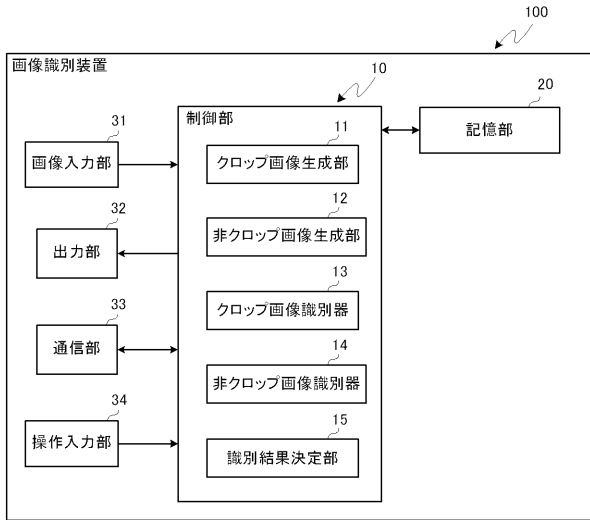 100
画像識別装置
10
20
制御部
記憶部
31
画像入力部
11
クロップ画像生成部
32
出力部
12
非クロップ画像生成部
33
通信部
13
クロップ画像識別器
14
非クロップ画像識別器
34
操作入力部
15
識別結果決定部